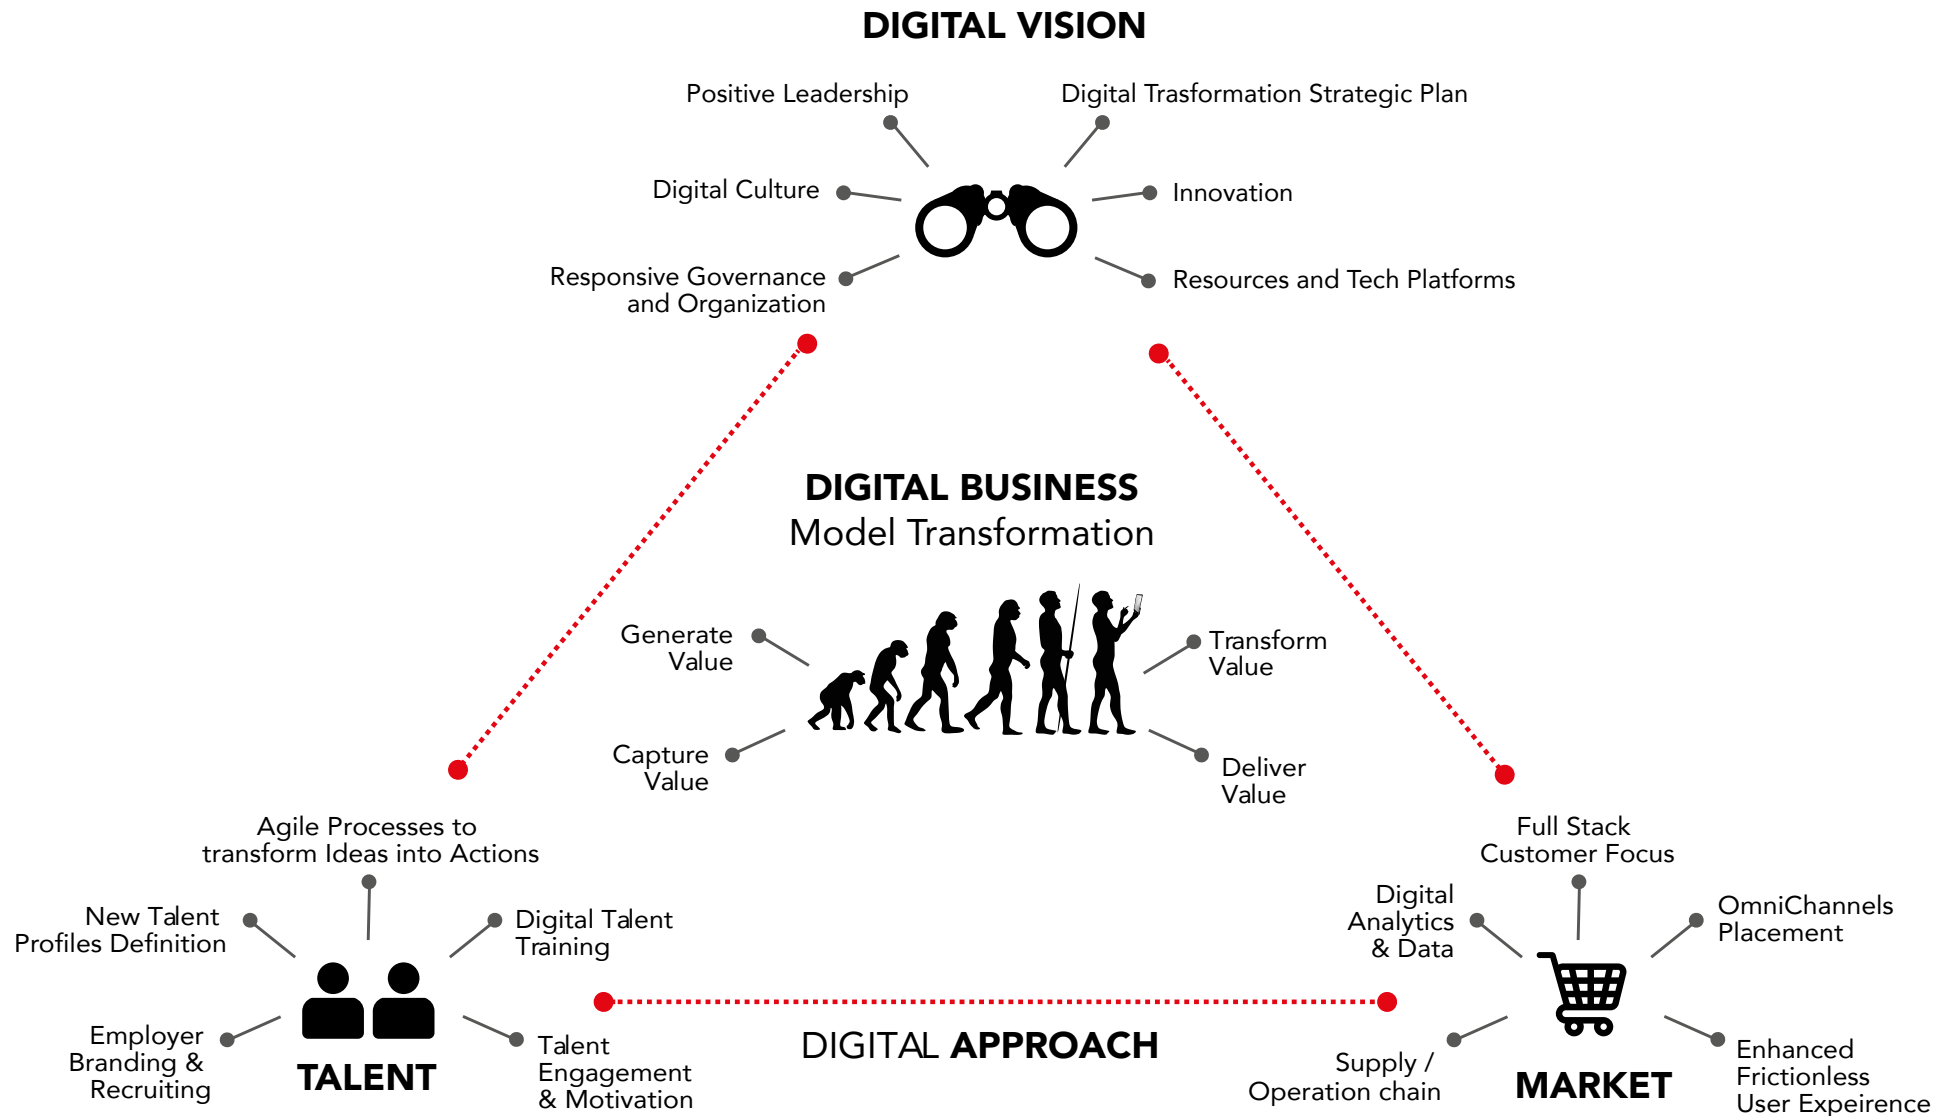 DIGITAL VISION
Positive Leadership
Digital Trasformation Strategic Plan
Digital Culture
Innovation
Responsive Governance
and Organization
Resources and Tech Platforms
DIGITAL BUSINESS
Model Transformation
Generate
Value
Transform
Value
Capture
Value
Deliver
Value
Agile Processes to
transform Ideas into Actions
New Talent
Profiles Definition
Digital Talent
Training
Employer
Branding &
Recruiting
TALENT
Talent
Engagement
& Motivation
DIGITAL APPROACH
Full Stack
Customer Focus
Digital
Analytics
& Data
OmniChannels
Placement
Supply /
Operation chain
MARKET
Enhanced
Frictionless
User Expeirence